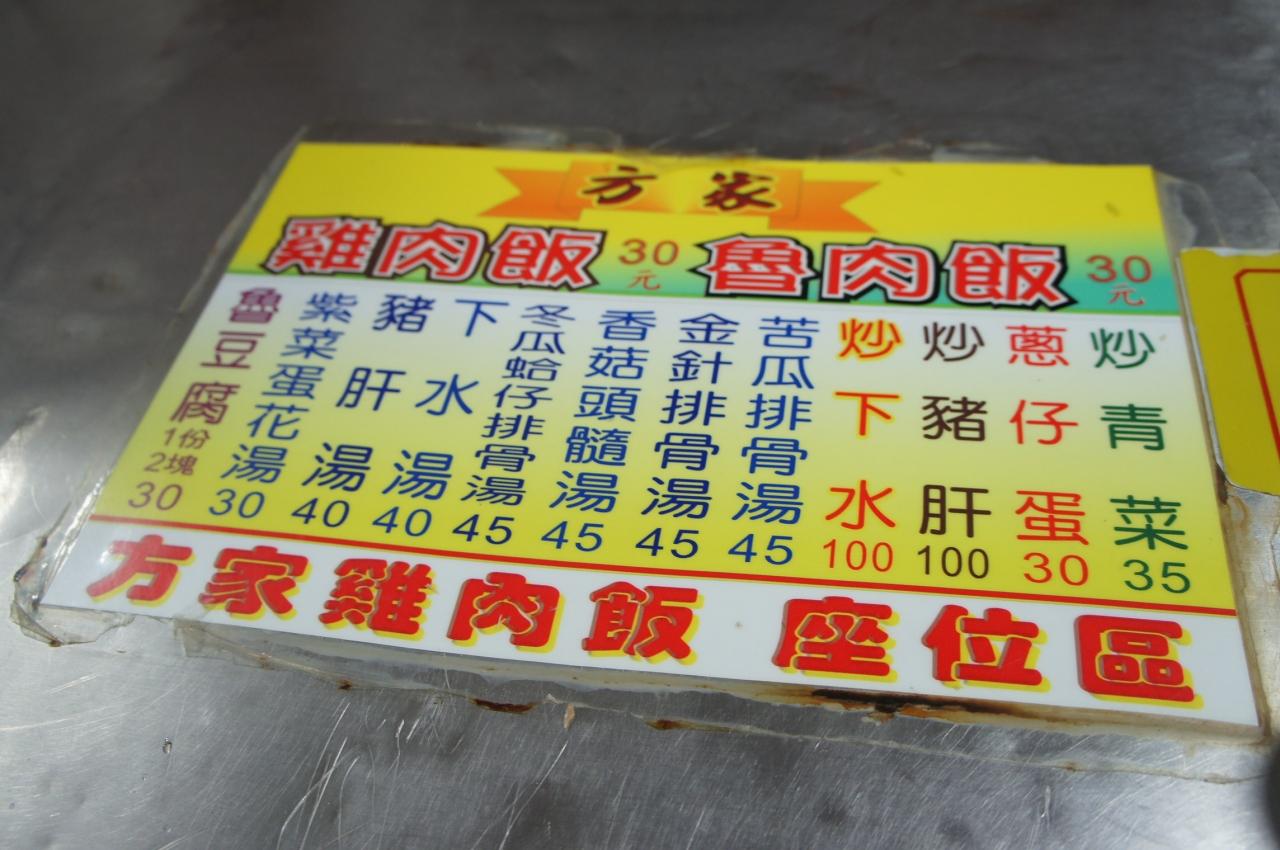 方家
雞肉飯 30元 魯肉飯 30元
炒青菜 35
蔥仔蛋 30
炒豬肝 100
炒下水 100
苦瓜排骨湯 45
金針排骨湯 45
香菇頭髓湯 45
冬瓜蛤仔排骨湯 45
下水湯 40
豬肝湯 40
紫菜蛋花湯 30
魯豆腐 1份2塊 30
方家雞肉飯 座位區